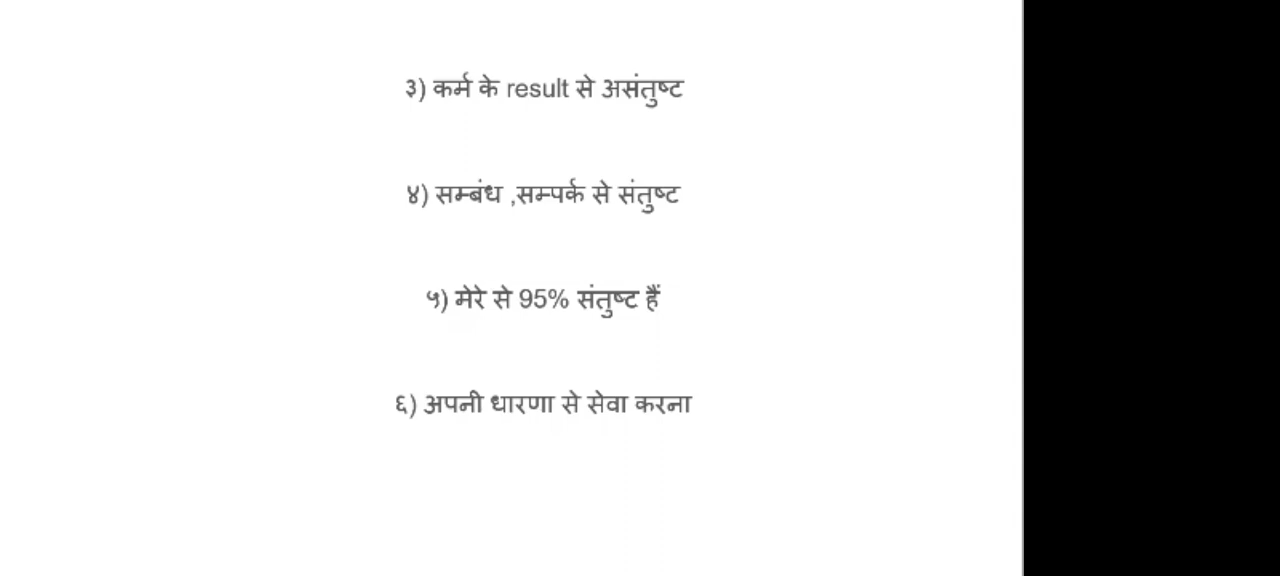 ३) कर्म के result से असंतुष्ट
४) सम्बंध ,सम्पर्क से संतुष्ट
५) मेरे से 95% संतुष्ट हैं
६) अपनी धारणा से सेवा करना